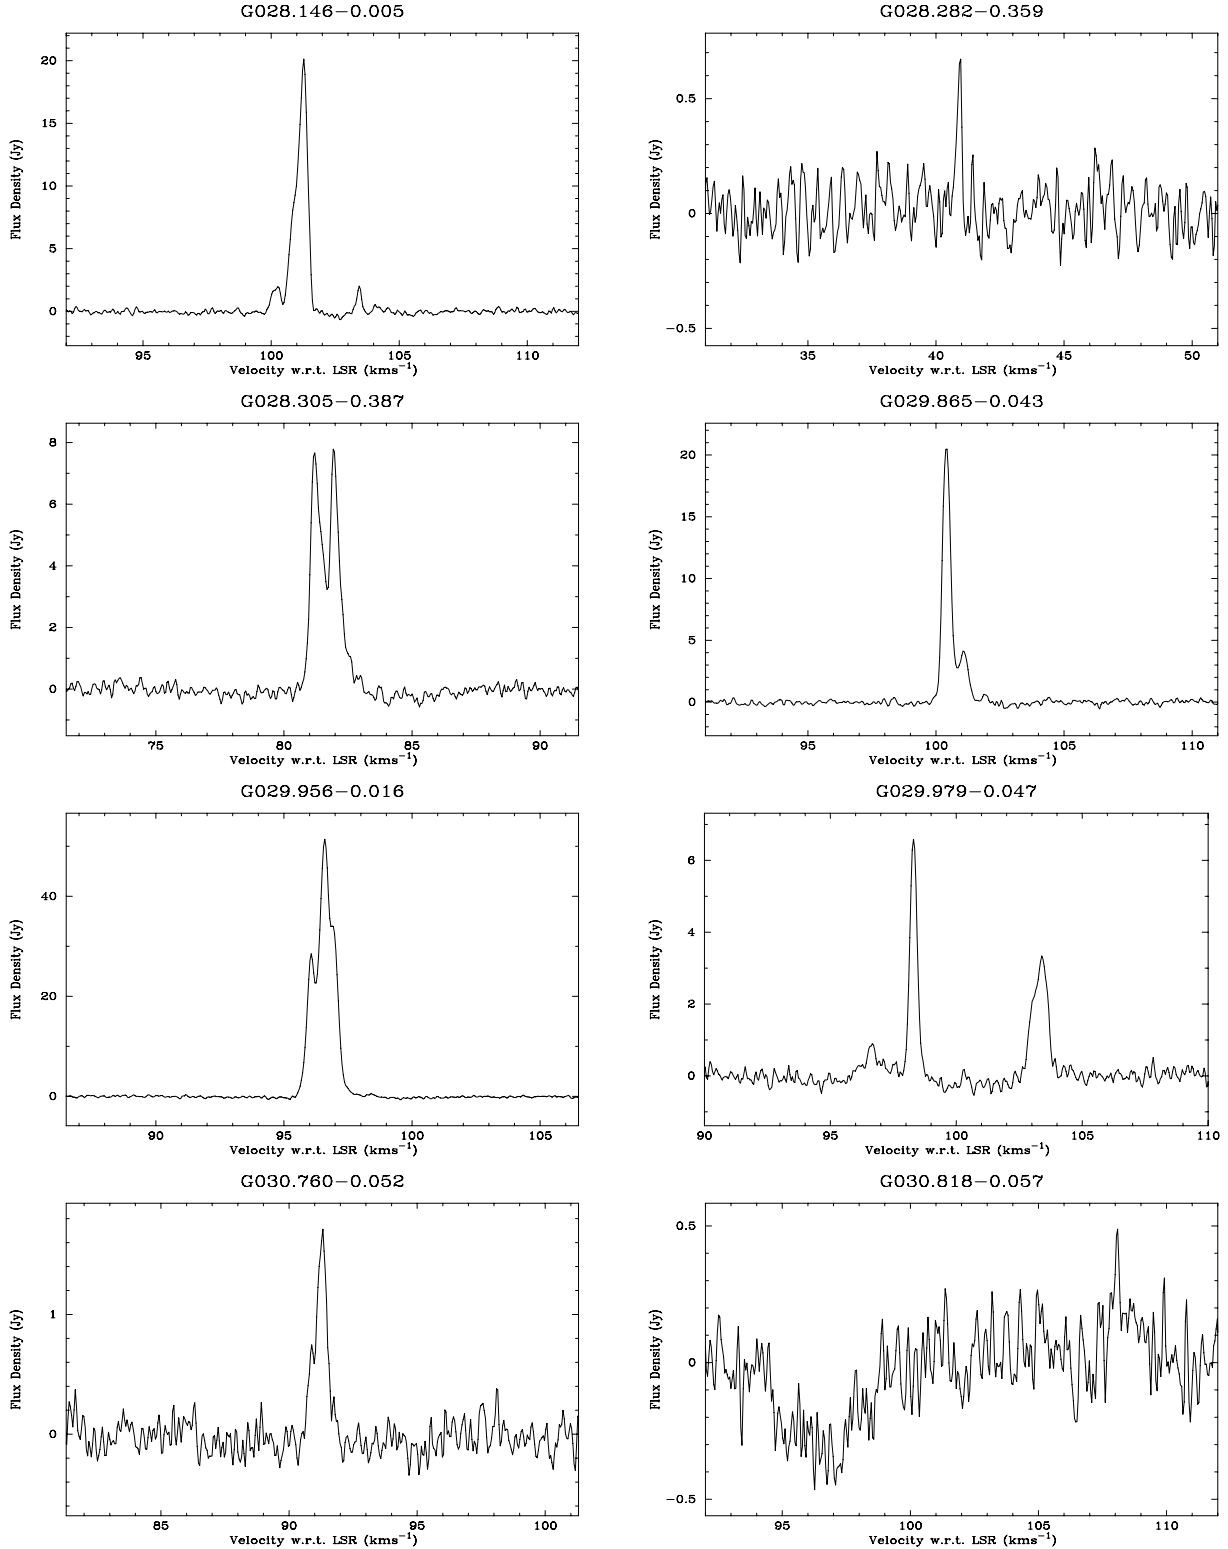 G028.146−0.005
20
15
10
5
0
Flux Density (Jy)
95
100
105
110
Velocity w.r.t. LSR (kms⁻¹)
G028.282−0.359
0.5
0
−0.5
Flux Density (Jy)
35
40
45
50
Velocity w.r.t. LSR (kms⁻¹)
G028.305−0.387
8
6
4
2
0
Flux Density (Jy)
75
80
85
90
Velocity w.r.t. LSR (kms⁻¹)
G029.865−0.043
20
15
10
5
0
Flux Density (Jy)
95
100
105
110
Velocity w.r.t. LSR (kms⁻¹)
G029.956−0.016
40
20
0
Flux Density (Jy)
90
95
100
105
Velocity w.r.t. LSR (kms⁻¹)
G029.979−0.047
6
4
2
0
Flux Density (Jy)
90
95
100
105
110
Velocity w.r.t. LSR (kms⁻¹)
G030.760−0.052
1
0
Flux Density (Jy)
85
90
95
100
Velocity w.r.t. LSR (kms⁻¹)
G030.818−0.057
0.5
0
−0.5
Flux Density (Jy)
95
100
105
110
Velocity w.r.t. LSR (kms⁻¹)